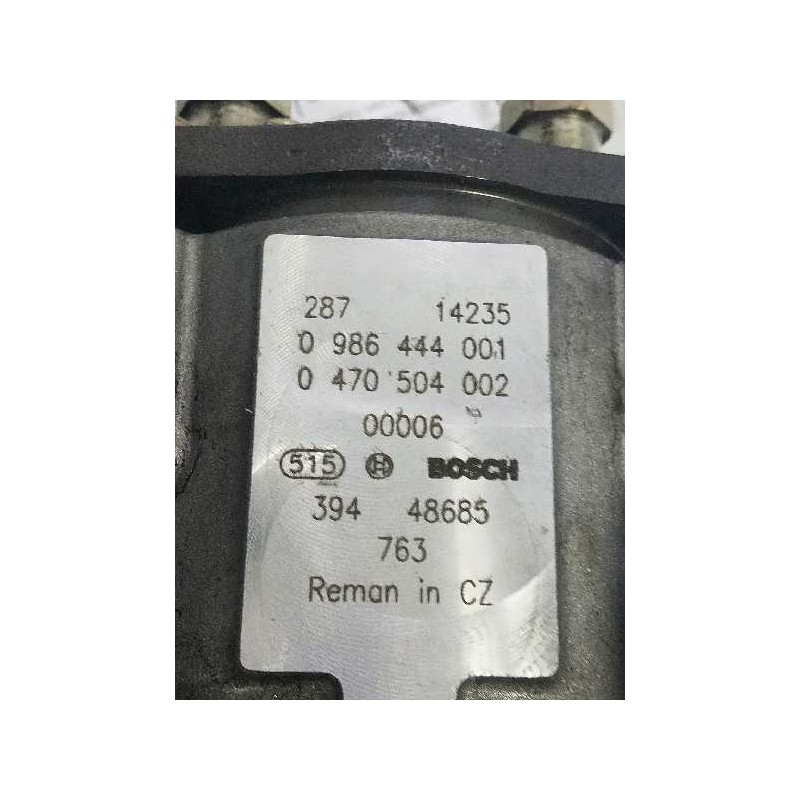 287 14235
0 986 444 001
0 470 504 002
00006
515 BOSCH
394 48685
763
Reman in CZ